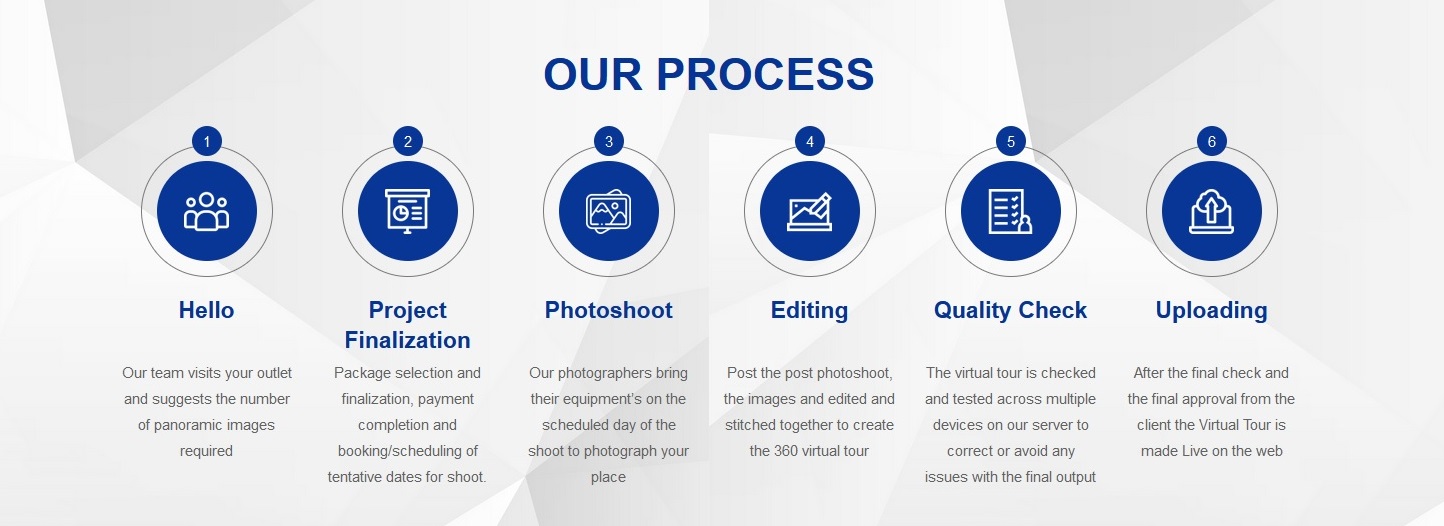 OUR PROCESS
1
Hello
Our team visits your outlet
and suggests the number
of panoramic images
required
2
Project
Finalization
Package selection and
finalization, payment
completion and
booking/scheduling of
tentative dates for shoot.
3
Photoshoot
Our photographers bring
their equipment’s on the
scheduled day of the
shoot to photograph your
place
4
Editing
Post the post photoshoot,
the images and edited and
stitched together to create
the 360 virtual tour
5
Quality Check
The virtual tour is checked
and tested across multiple
devices on our server to
correct or avoid any
issues with the final output
6
Uploading
After the final check and
the final approval from the
client the Virtual Tour is
made Live on the web